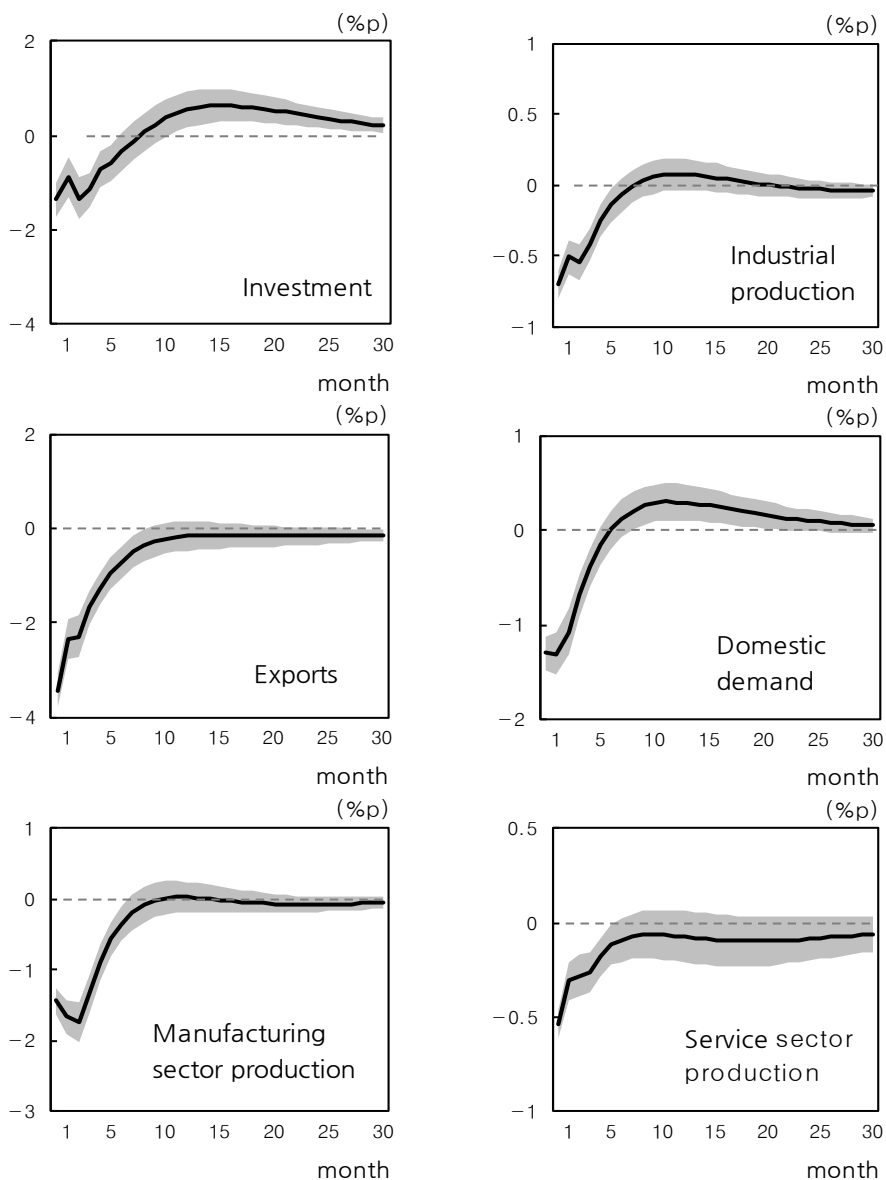 (%p)
2
0
−2
−4
Investment
1 5 10 15 20 25 30
month
(%p)
1
0.5
0
−0.5
−1
Industrial
production
1 5 10 15 20 25 30
month
(%p)
2
0
−2
−4
Exports
1 5 10 15 20 25 30
month
(%p)
1
0
−1
−2
Domestic
demand
1 5 10 15 20 25 30
month
(%p)
1
0
−1
−2
−3
Manufacturing
sector production
1 5 10 15 20 25 30
month
(%p)
0.5
0
−0.5
−1
Service sector
production
1 5 10 15 20 25 30
month